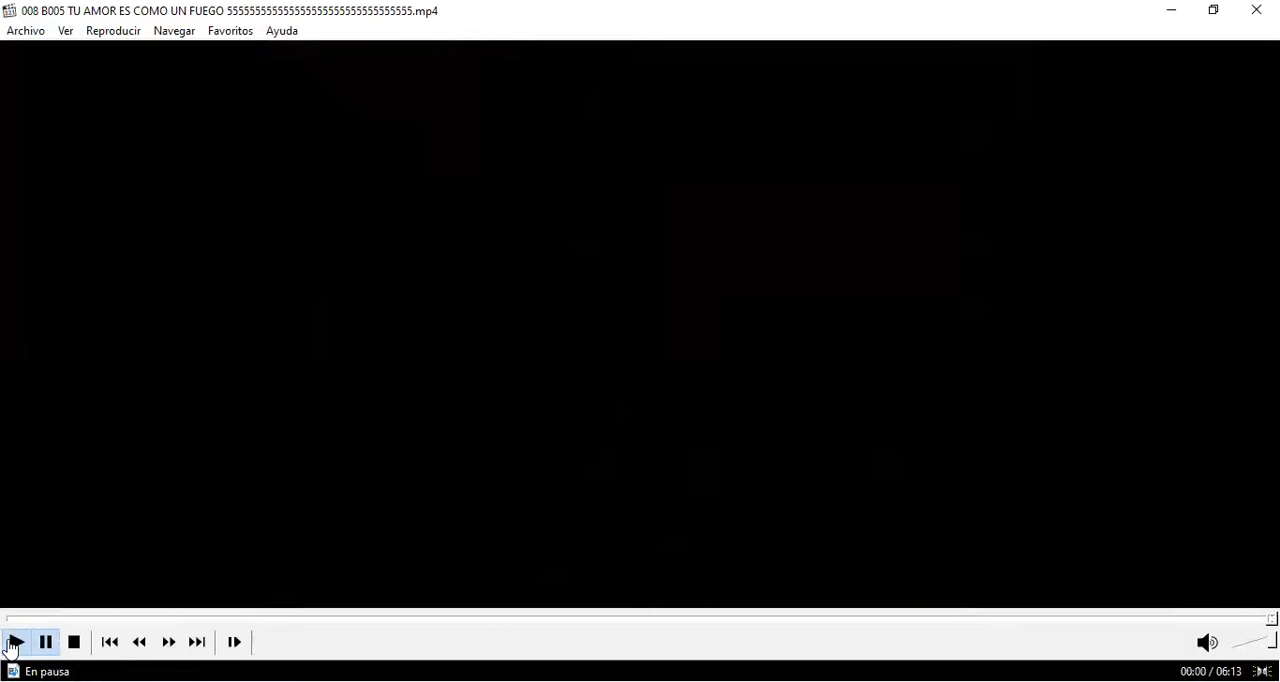 008 B005 TU AMOR ES COMO UN FUEGO 5555555555555555555555555555555555.mp4
Archivo Ver Reproducir Navegar Favoritos Ayuda
En pausa
00:00 / 06:13